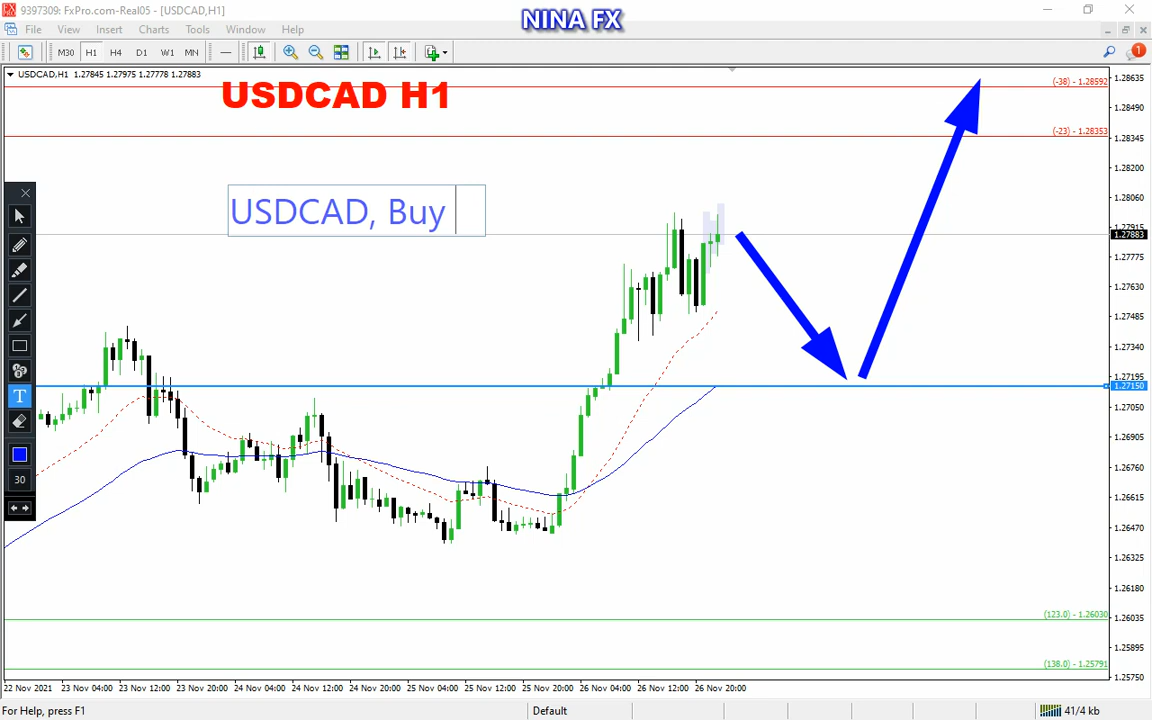 9397309: FxPro.com-Real05 - [USDCAD,H1]
NINA FX
File View Insert Charts Tools Window Help
M30 H1 H4 D1 W1 MN
1
USDCAD,H1 1.27845 1.27975 1.27778 1.27883
USDCAD H1
USDCAD, Buy
(-38) - 1.28592
(-23) - 1.28353
(123.0) - 1.26030
(138.0) - 1.25791
1.28635
1.28490
1.28345
1.28200
1.28060
1.27915
1.27883
1.27775
1.27630
1.27485
1.27340
1.27195
1.27150
1.27050
1.26905
1.26760
1.26615
1.26470
1.26325
1.26180
1.26035
1.25895
1.25750
T
30
22 Nov 2021 23 Nov 04:00 23 Nov 12:00 23 Nov 20:00 24 Nov 04:00 24 Nov 12:00 24 Nov 20:00 25 Nov 04:00 25 Nov 12:00 25 Nov 20:00 26 Nov 04:00 26 Nov 12:00 26 Nov 20:00
For Help, press F1 Default 41/4 kb